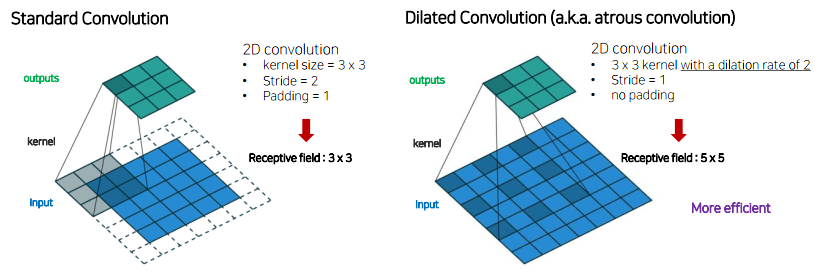 Standard Convolution
outputs
kernel
Input
2D convolution
• kernel size = 3 x 3
• Stride = 2
• Padding = 1
Receptive field : 3 x 3
Dilated Convolution (a.k.a. atrous convolution)
outputs
kernel
Input
2D convolution
• 3 x 3 kernel with a dilation rate of 2
• Stride = 1
• no padding
Receptive field : 5 x 5
More efficient